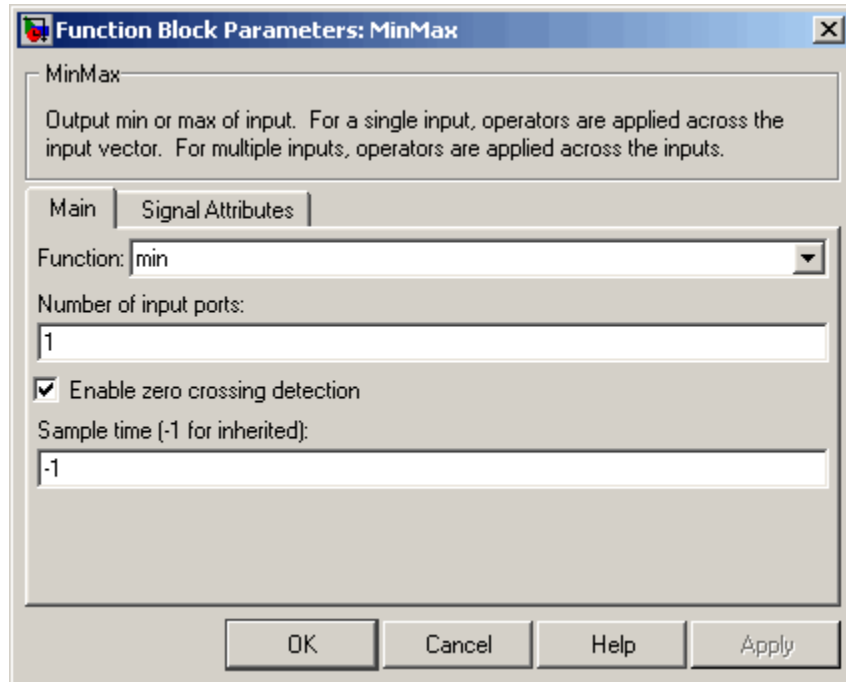 Function Block Parameters: MinMax
MinMax
Output min or max of input. For a single input, operators are applied across the
input vector. For multiple inputs, operators are applied across the inputs.
Main Signal Attributes
Function: min
Number of input ports:
1
Enable zero crossing detection
Sample time (-1 for inherited):
-1
OK Cancel Help Apply